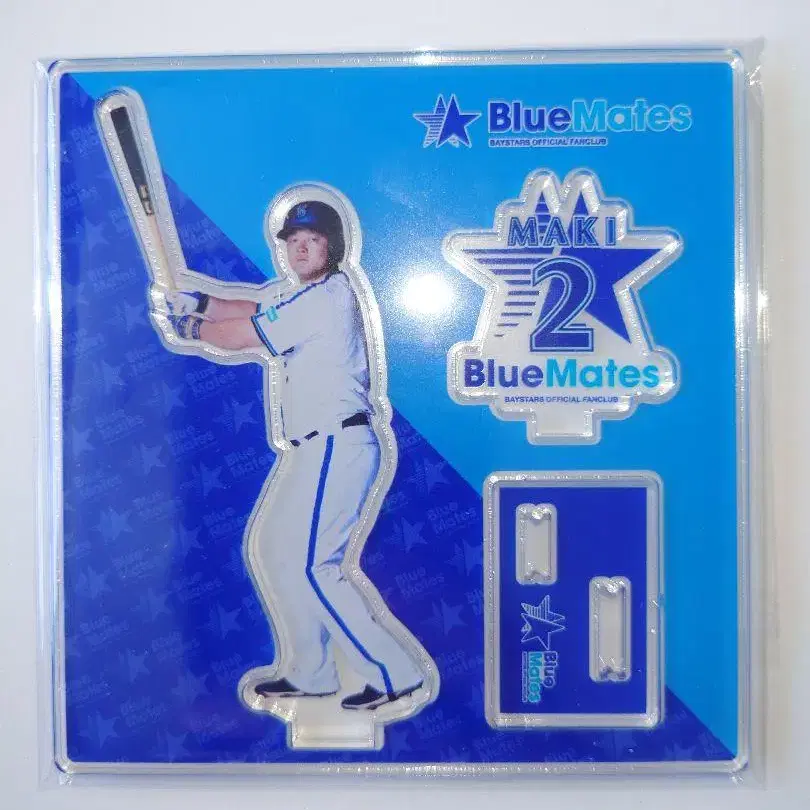 BlueMates
BAYSTARS OFFICIAL FANCLUB
MAKI
2
BlueMates
BAYSTARS OFFICIAL FANCLUB
Blue
Mates